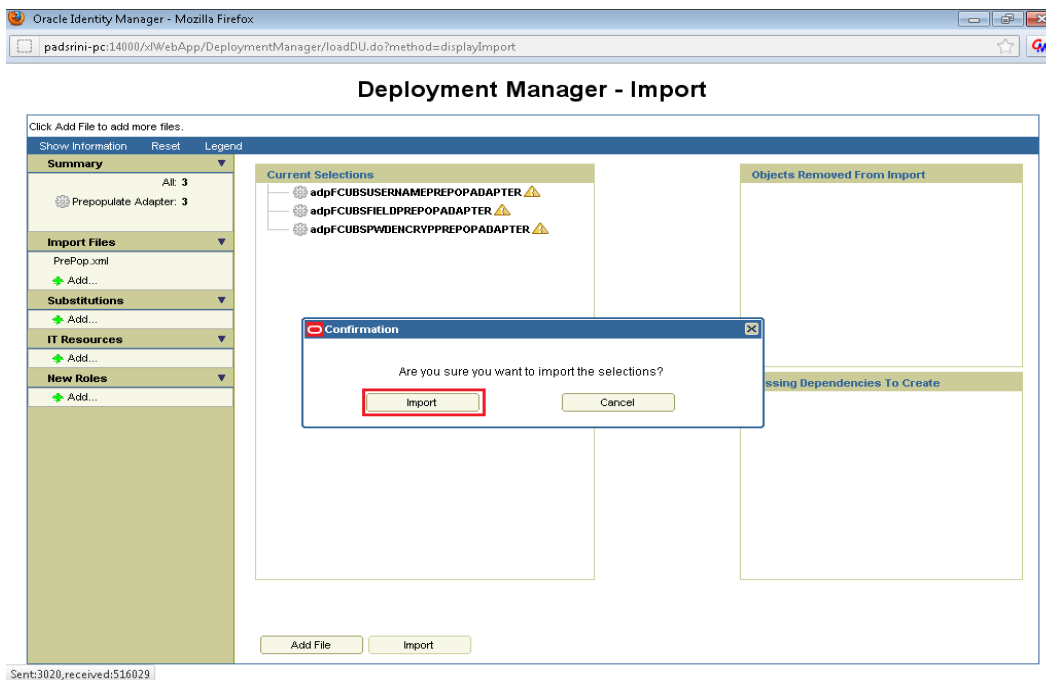 Oracle Identity Manager - Mozilla Firefox
padsrini-pc:14000/xlWebApp/DeploymentManager/loadDU.do?method=displayImport
Deployment Manager - Import
Click Add File to add more files.
Show Information Reset Legend
Summary
All: 3
Prepopulate Adapter: 3
Import Files
PrePop.xml
Add...
Substitutions
Add...
IT Resources
Add...
New Roles
Add...
Current Selections
adpFCUBSUSERNAMEPREPOPADAPTER
adpFCUBSFIELDPREPOPADAPTER
adpFCUBSPWDENCRYPPREPOPADAPTER
Objects Removed From Import
Confirmation
Are you sure you want to import the selections?
Import Cancel
ssing Dependencies To Create
Add File Import
Sent:3020,received:516029